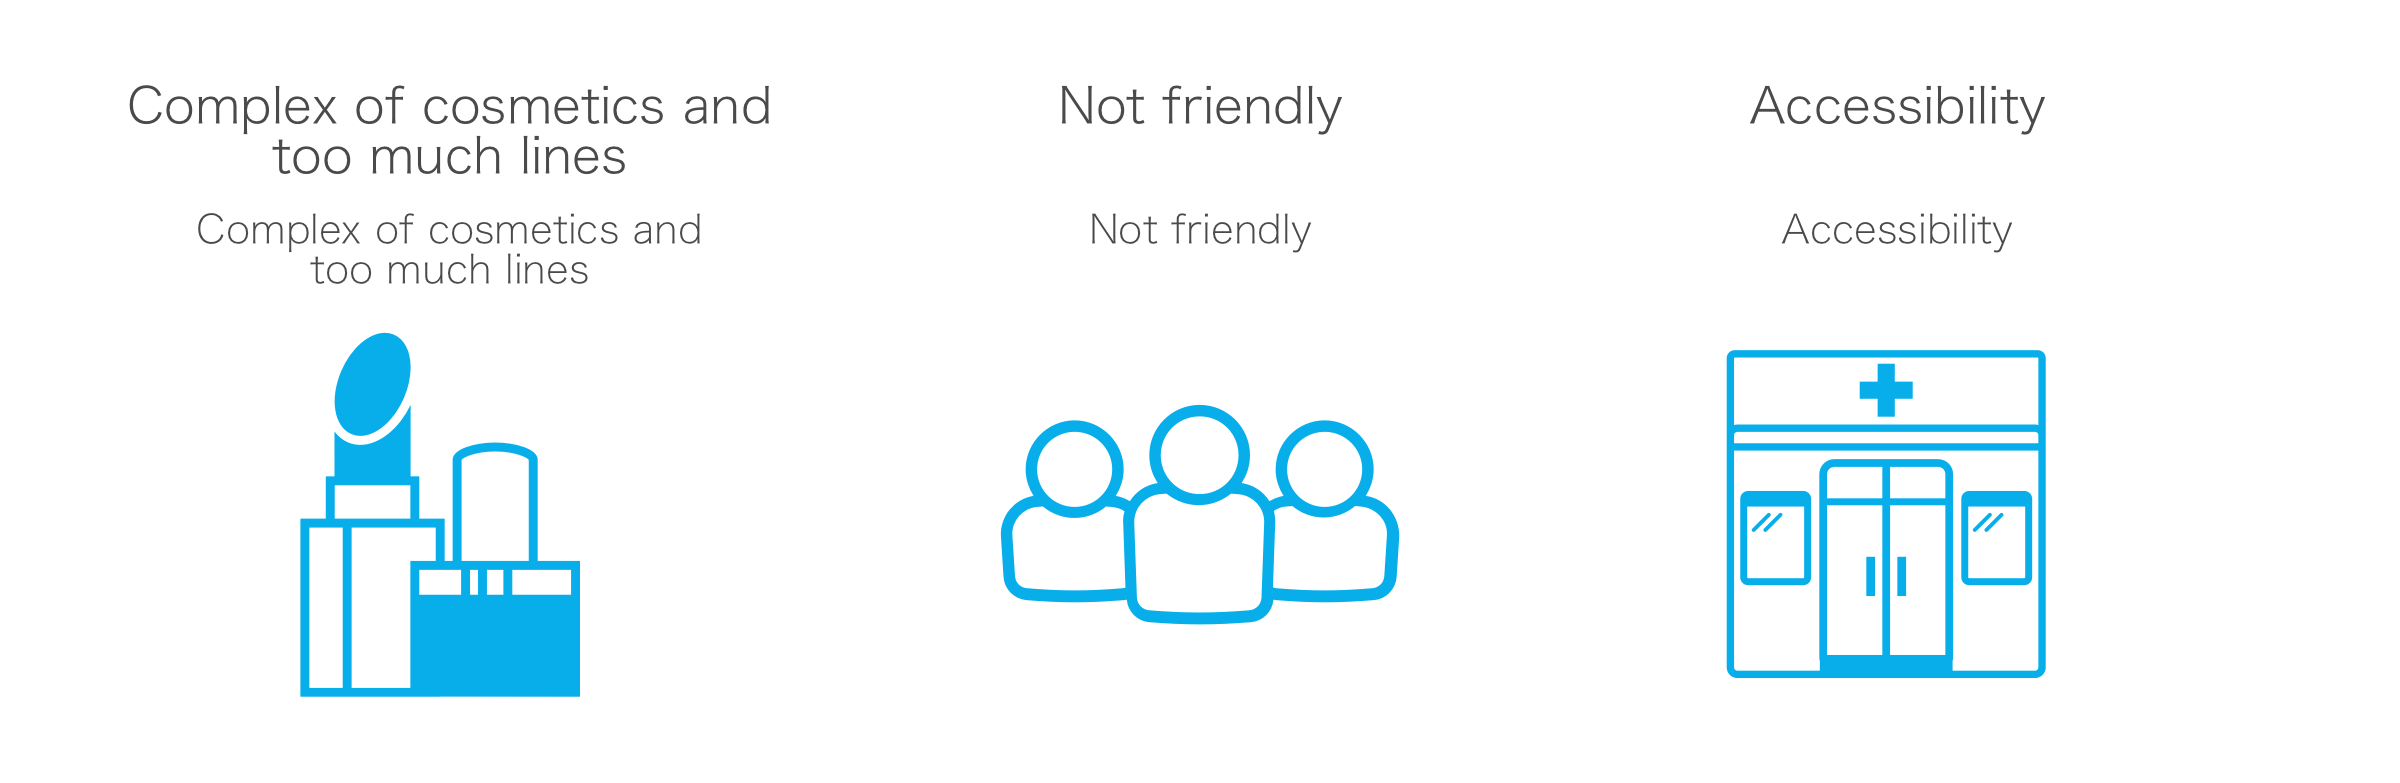 Complex of cosmetics and
too much lines
Complex of cosmetics and
too much lines
Not friendly
Not friendly
Accessibility
Accessibility